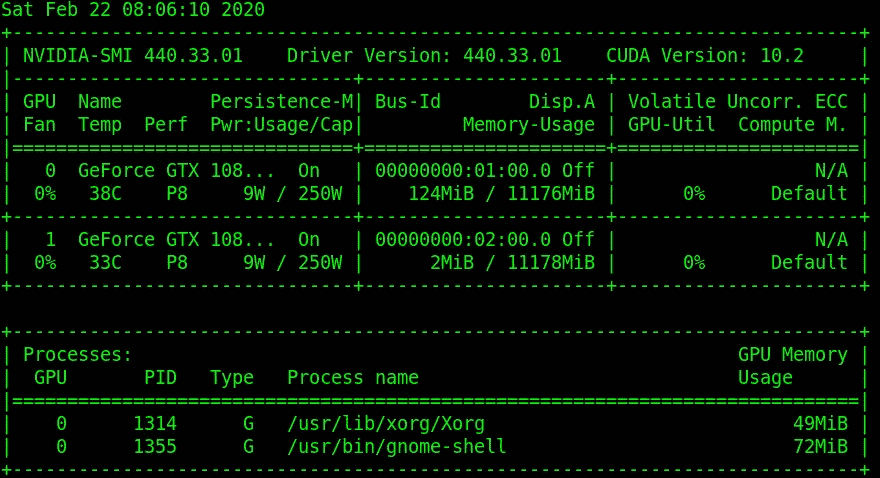 Sat Feb 22 08:06:10 2020
+-----------------------------------------------------------------------------+
| NVIDIA-SMI 440.33.01    Driver Version: 440.33.01    CUDA Version: 10.2     |
|-------------------------------+----------------------+----------------------+
| GPU  Name        Persistence-M| Bus-Id        Disp.A | Volatile Uncorr. ECC |
| Fan  Temp  Perf  Pwr:Usage/Cap|         Memory-Usage | GPU-Util  Compute M. |
|===============================+======================+======================|
|   0  GeForce GTX 108...  On   | 00000000:01:00.0 Off |                  N/A |
|  0%   38C    P8     9W / 250W |    124MiB / 11176MiB |      0%      Default |
+-------------------------------+----------------------+----------------------+
|   1  GeForce GTX 108...  On   | 00000000:02:00.0 Off |                  N/A |
|  0%   33C    P8     9W / 250W |      2MiB / 11178MiB |      0%      Default |
+-------------------------------+----------------------+----------------------+

+-----------------------------------------------------------------------------+
| Processes:                                                       GPU Memory |
|  GPU       PID   Type   Process name                             Usage      |
|=============================================================================|
|    0      1314      G   /usr/lib/xorg/Xorg                            49MiB |
|    0      1355      G   /usr/bin/gnome-shell                          72MiB |
+-----------------------------------------------------------------------------+